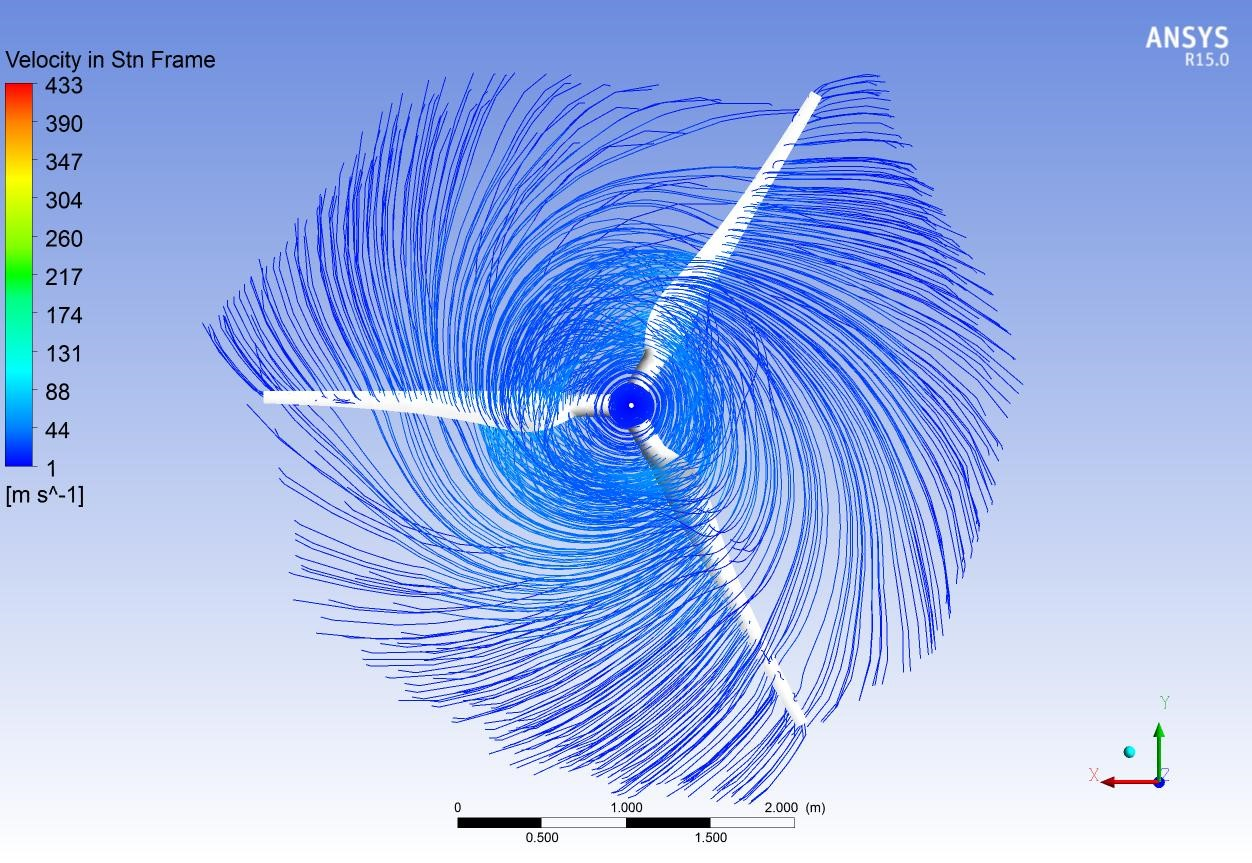 ANSYS
R15.0
Velocity in Stn Frame
433
390
347
304
260
217
174
131
88
44
1
[m s^-1]
Y
X
Z
0 1.000 2.000 (m)
0.500 1.500